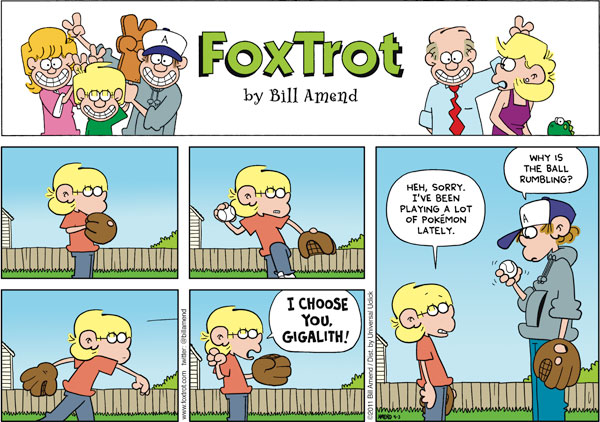 A
FOXTROT
by Bill Amend
I CHOOSE
YOU,
GIGALITH!
www.foxtrot.com twitter: @billamend
HEH, SORRY.
I'VE BEEN
PLAYING A LOT
OF POKÉMON
LATELY.
WHY IS
THE BALL
RUMBLING?
A
©2011 Bill Amend / Dist. by Universal Uclick
AMEND